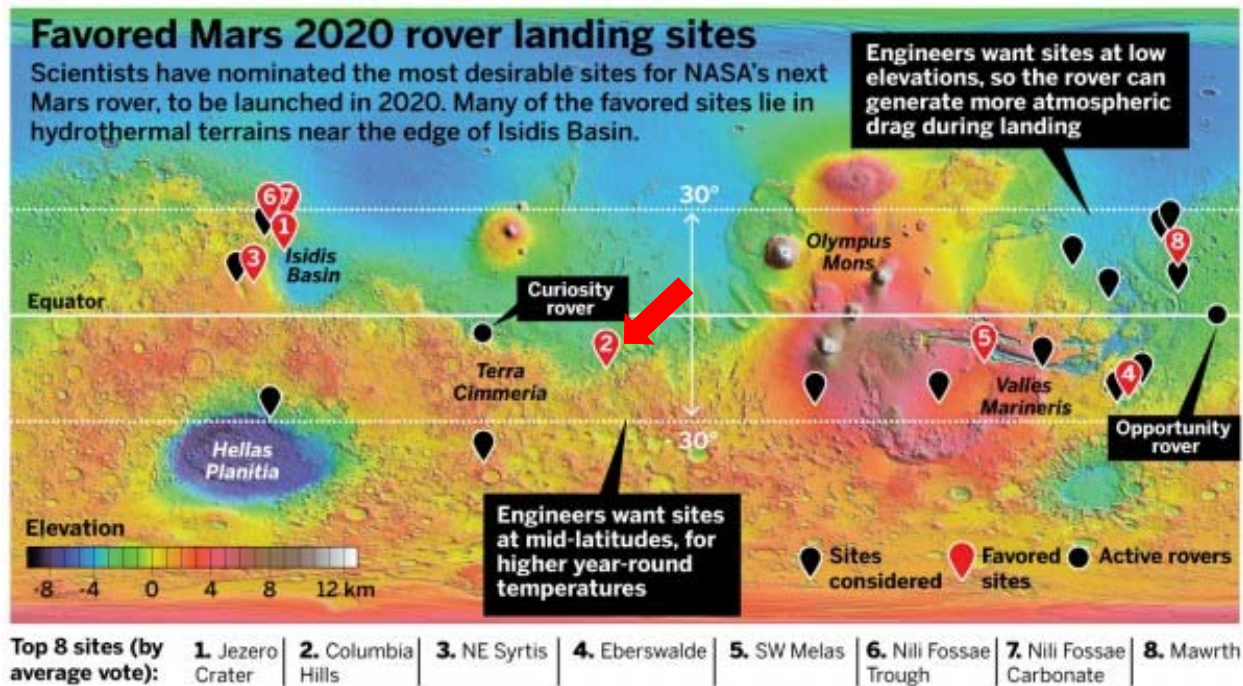 Favored Mars 2020 rover landing sites
Scientists have nominated the most desirable sites for NASA's next
Mars rover, to be launched in 2020. Many of the favored sites lie in
hydrothermal terrains near the edge of Isidis Basin.
Engineers want sites at low
elevations, so the rover can
generate more atmospheric
drag during landing
6 7
1
3
Isidis
Basin
30°
Olympus
Mons
8
Equator
Curiosity
rover
2
5
Terra
Cimmeria
Valles
Marineris
4
Hellas
Planitia
-30°
Opportunity
rover
Engineers want sites
at mid-latitudes, for
higher year-round
temperatures
Elevation
-8 -4 0 4 8 12 km
Sites
considered
Favored
sites
Active rovers
Top 8 sites (by
average vote):
1. Jezero
Crater
2. Columbia
Hills
3. NE Syrtis
4. Eberswalde
5. SW Melas
6. Nili Fossae
Trough
7. Nili Fossae
Carbonate
8. Mawrth